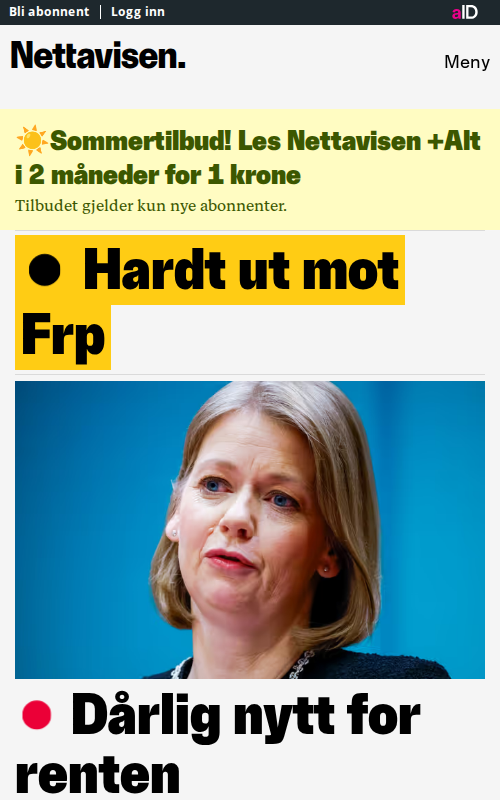 Bli abonnent | Logg inn
aID
Nettavisen.
Meny
☀️Sommertilbud! Les Nettavisen +Alt
i 2 måneder for 1 krone
Tilbudet gjelder kun nye abonnenter.
● Hardt ut mot
Frp
● Dårlig nytt for
renten